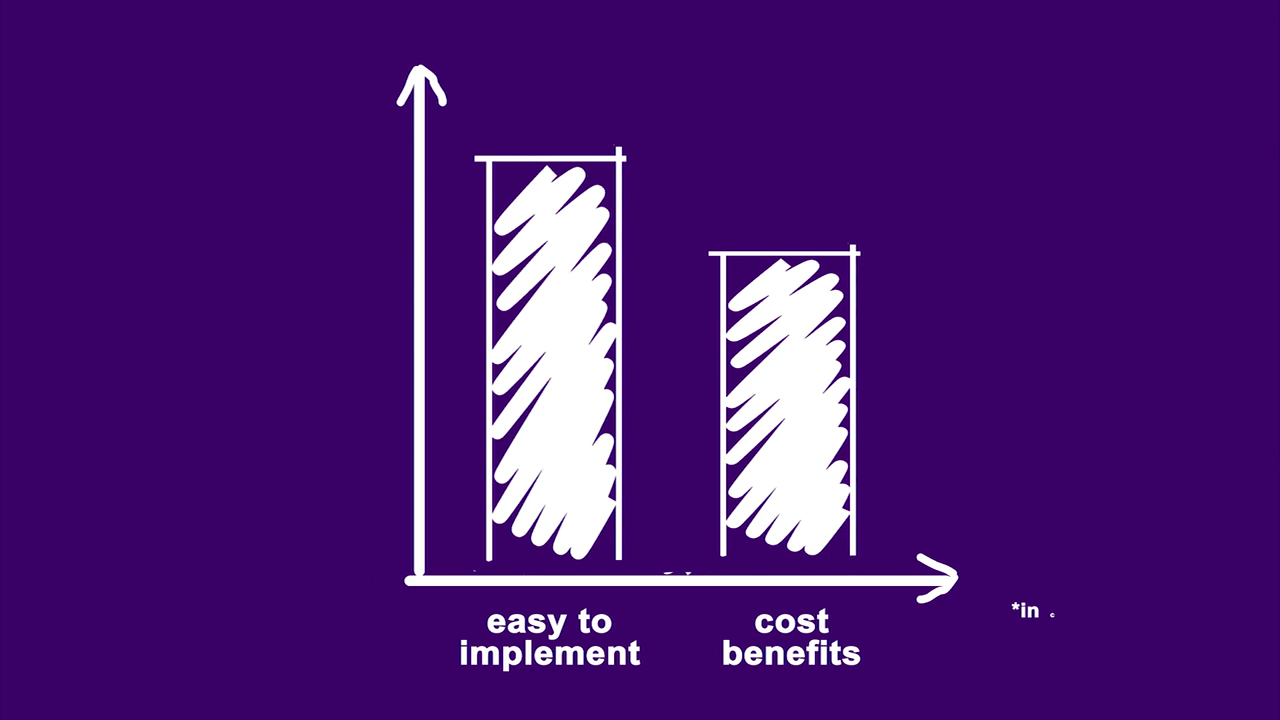 easy to
implement
cost
benefits
*in